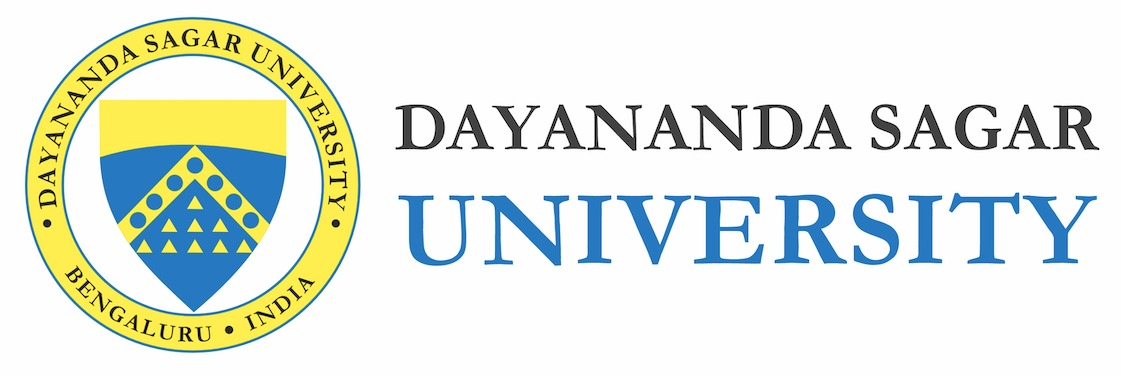 • DAYANANDA SAGAR UNIVERSITY •
BENGALURU • INDIA
DAYANANDA SAGAR
UNIVERSITY